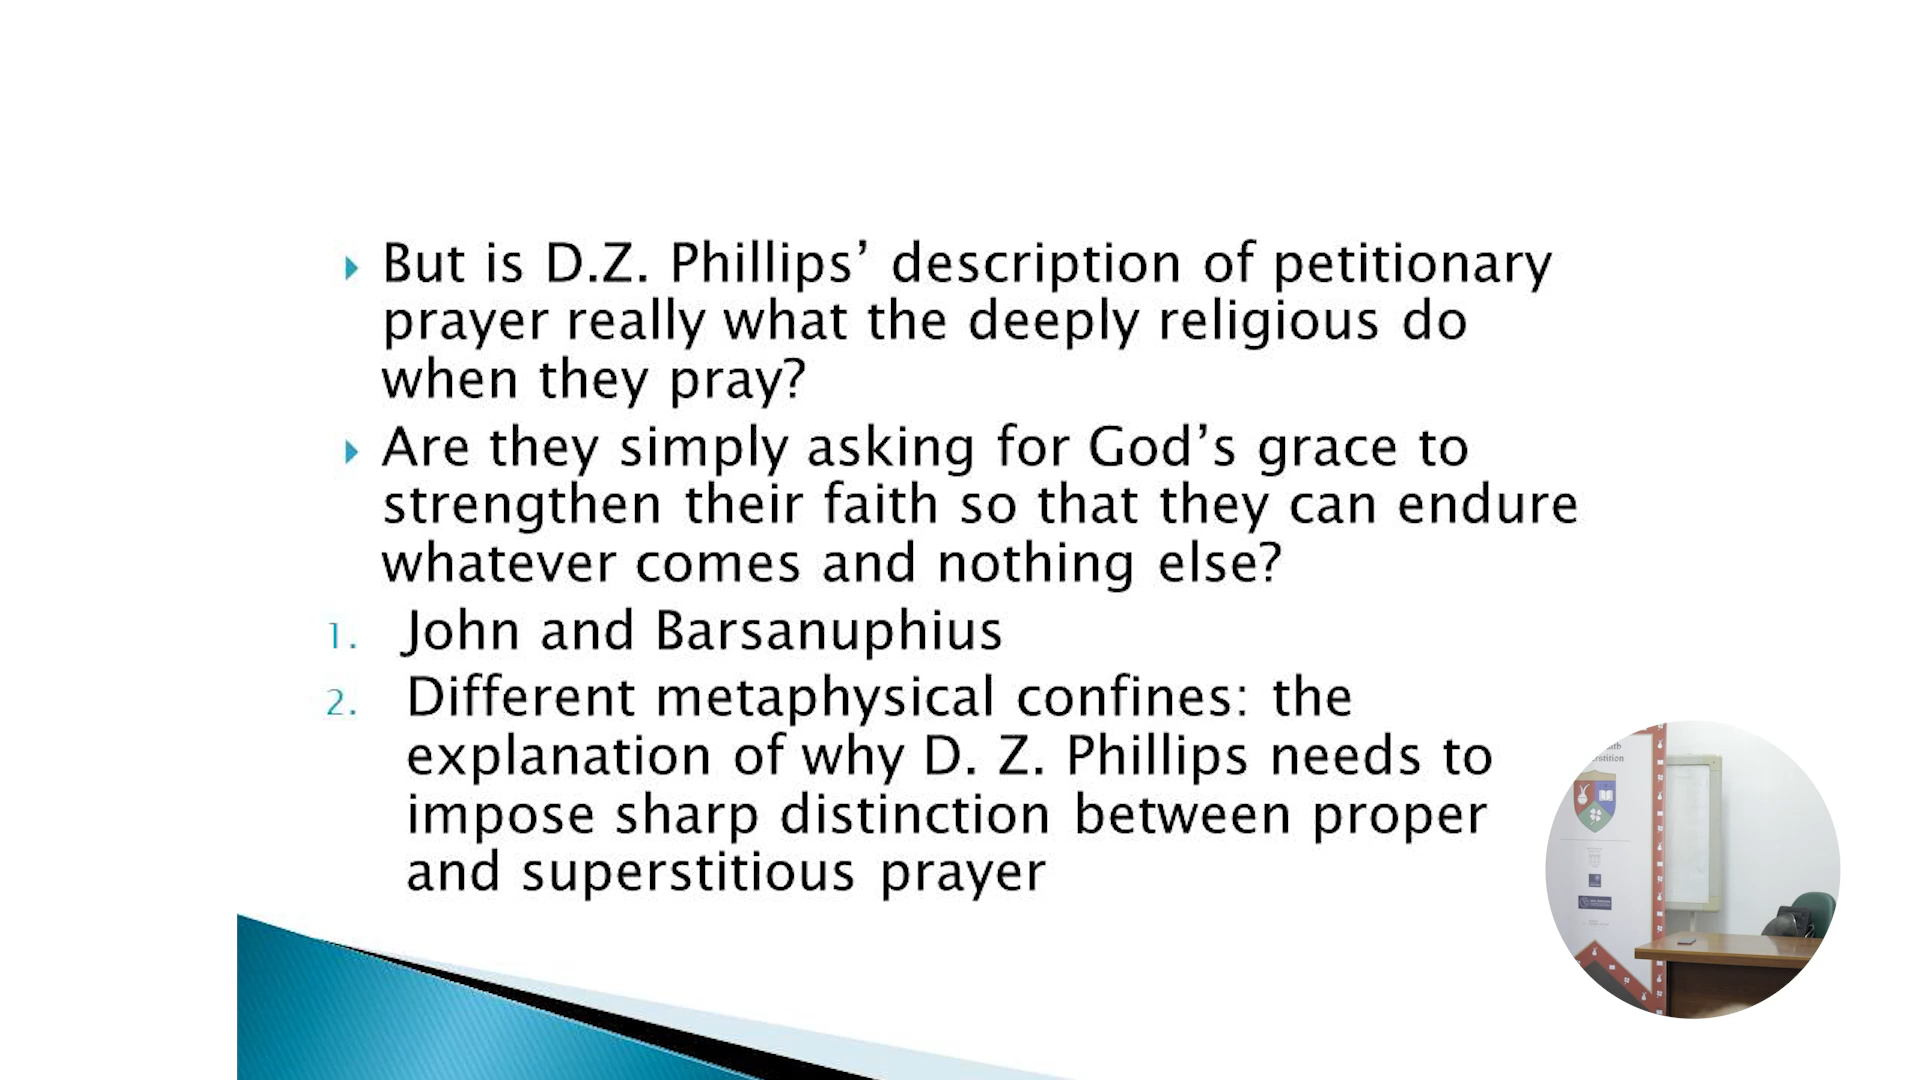 But is D.Z. Phillips’ description of petitionary
prayer really what the deeply religious do
when they pray?
Are they simply asking for God’s grace to
strengthen their faith so that they can endure
whatever comes and nothing else?
1. John and Barsanuphius
2. Different metaphysical confines: the
explanation of why D. Z. Phillips needs to
impose sharp distinction between proper
and superstitious prayer